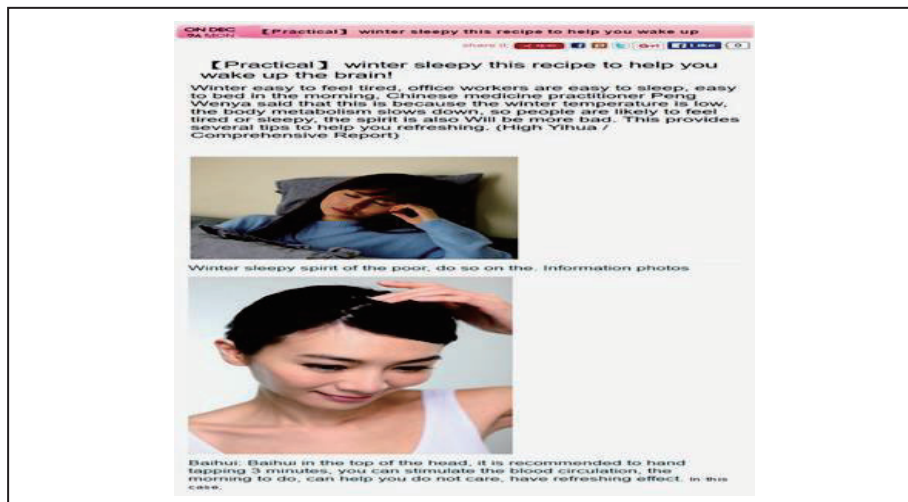 ON DEC
【Practical】 winter sleepy this recipe to help you wake up
share it
G+1
Like
0
【Practical】 winter sleepy this recipe to help you
wake up the brain!
Winter easy to feel tired, office workers are easy to sleep, easy
to bed in the morning, Chinese medicine practitioner Peng
Wenya said that this is because the winter temperature is low,
the body metabolism slows down, so people are likely to feel
tired or sleepy, the spirit is also Will be more bad. This provides
several tips to help you refreshing. (High Yihua /
Comprehensive Report)
Winter sleepy spirit of the poor, do so on the. Information photos
Baihui: Baihui in the top of the head, it is recommended to hand
tapping 3 minutes, you can stimulate the blood circulation, the
morning to do, can help you do not care, have refreshing effect. In this
case,